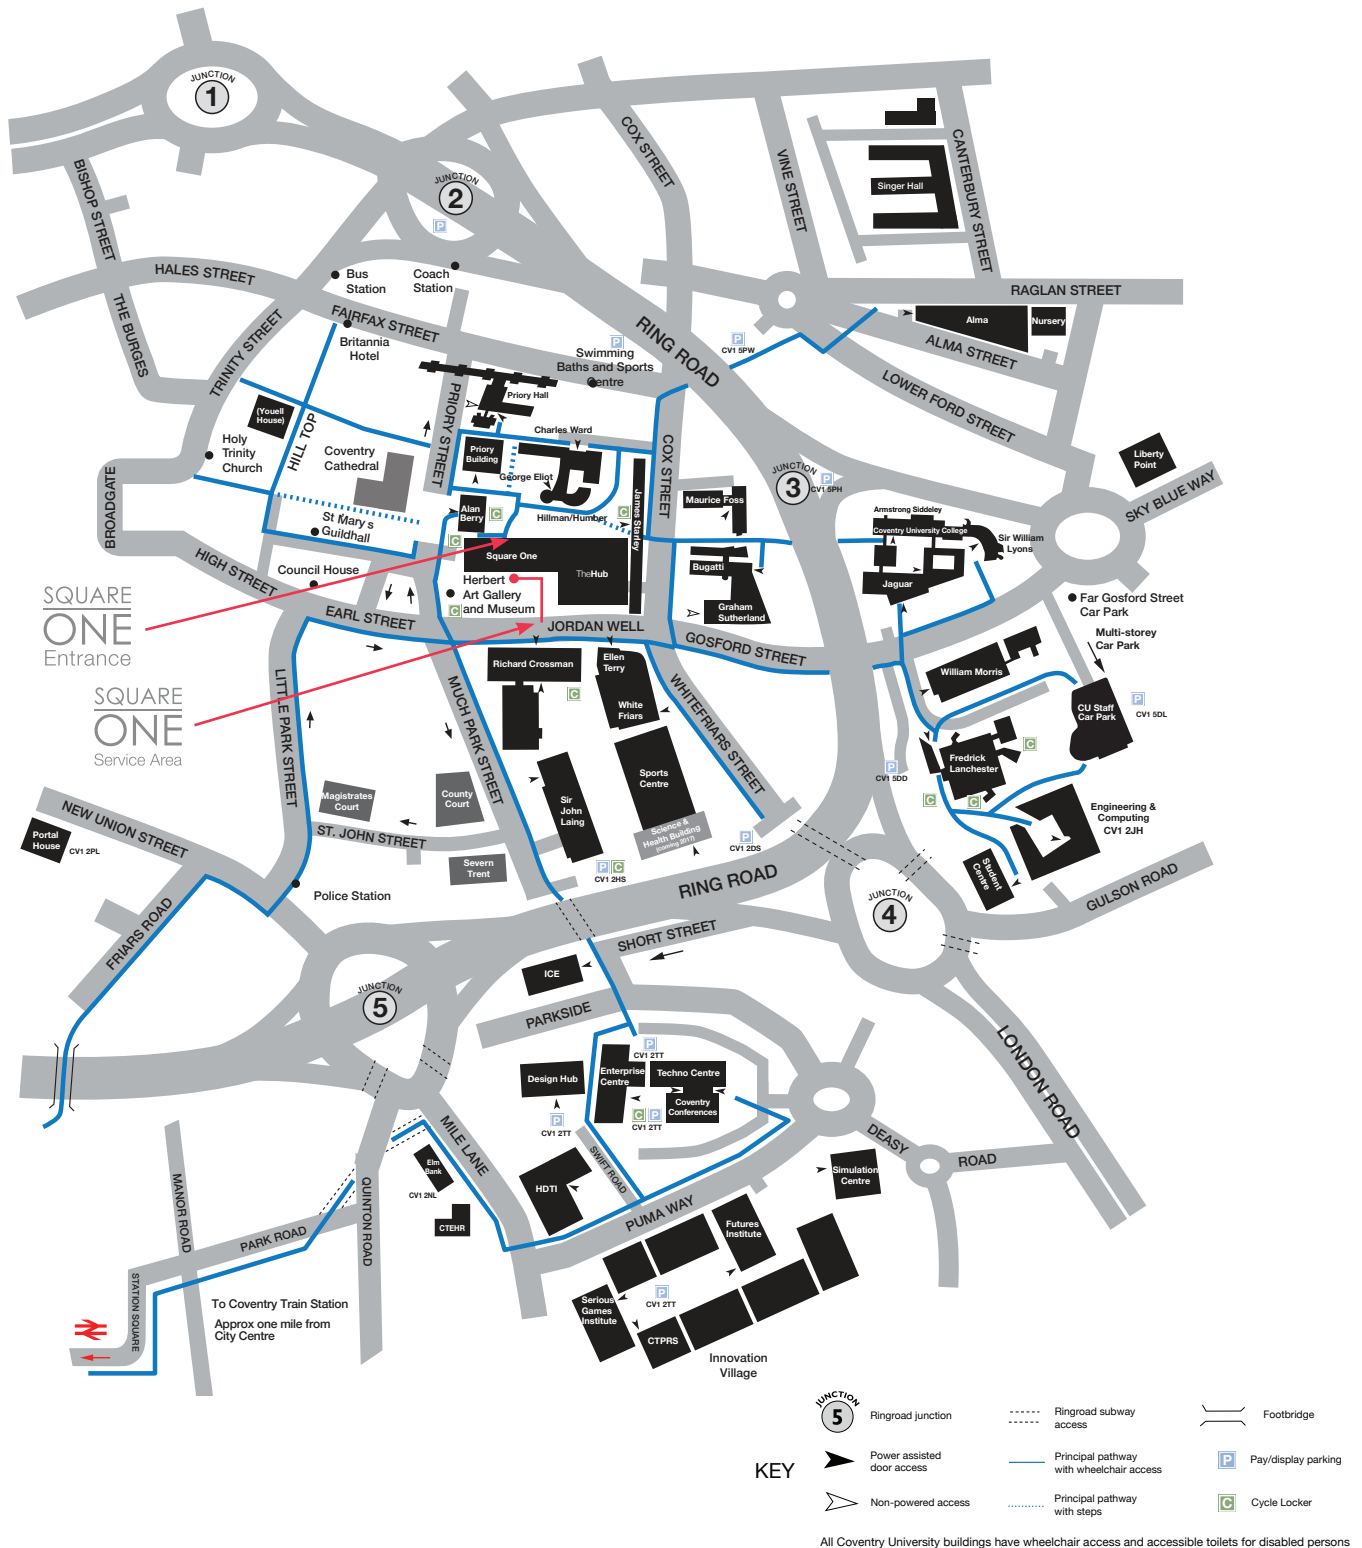 JUNCTION
1
BISHOP STREET
COX STREET
VINE STREET
CANTERBURY STREET
Singer Hall
JUNCTION
2
P
HALES STREET
Bus
Station
Coach
Station
RAGLAN STREET
THE BURGES
TRINITY STREET
FAIRFAX STREET
Britannia
Hotel
RING ROAD
P
Swimming
Baths and Sports
Centre
P
CV1 5PW
Alma
Nursery
ALMA STREET
LOWER FORD STREET
PRIORY STREET
Priory Hall
(Youell
House)
HILL TOP
Holy
Trinity
Church
Coventry
Cathedral
Charles Ward
Priory
Building
George Eliot
COX STREET
JUNCTION
3
P
CV1 5PH
Liberty
Point
SKY BLUE WAY
BROADGATE
St Mary s
Guildhall
Alan
Berry
C
Hillman/Humber
C
James Starley
Maurice Foss
Armstrong Siddeley
Coventry University College
Sir William
Lyons
HIGH STREET
C
Square One
TheHub
Bugatti
Jaguar
Council House
Herbert
Art Gallery
and Museum
C
Graham
Sutherland
Far Gosford Street
Car Park
SQUARE
ONE
Entrance
EARL STREET
JORDAN WELL
GOSFORD STREET
Multi-storey
Car Park
LITTLE PARK STREET
MUCH PARK STREET
Richard Crossman
C
Ellen
Terry
White
Friars
WHITEFRIARS STREET
William Morris
CU Staff
Car Park
P
CV1 5DL
SQUARE
ONE
Service Area
Fredrick
Lanchester
C
P
CV1 5DD
C
C
Magistrates
Court
County
Court
Sir
John
Laing
Sports
Centre
Science &
Health Building
(coming 2017)
P
CV1 2DS
Engineering &
Computing
CV1 2JH
NEW UNION STREET
Portal
House
CV1 2PL
ST. JOHN STREET
Severn
Trent
P
C
CV1 2HS
Student
Centre
GULSON ROAD
Police Station
FRIARS ROAD
RING ROAD
JUNCTION
4
SHORT STREET
ICE
JUNCTION
5
PARKSIDE
LONDON ROAD
P
CV1 2TT
Design Hub
Enterprise
Centre
Techno Centre
Coventry
Conferences
P
CV1 2TT
C
P
CV1 2TT
MILE LANE
DEASY
ROAD
SWIFT ROAD
Elm
Bank
CV1 2NL
HDTI
Simulation
Centre
MANOR ROAD
QUINTON ROAD
CTEHR
PUMA WAY
Futures
Institute
PARK ROAD
STATION SQUARE
To Coventry Train Station
Approx one mile from
City Centre
Serious
Games
Institute
P
CV1 2TT
CTPRS
Innovation
Village
KEY
JUNCTION
5
Ringroad junction
Ringroad subway
access
Footbridge
Power assisted
door access
Principal pathway
with wheelchair access
P
Pay/display parking
Non-powered access
Principal pathway
with steps
C
Cycle Locker
All Coventry University buildings have wheelchair access and accessible toilets for disabled persons